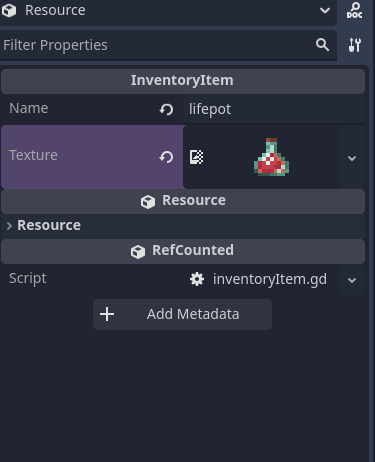 Resource
DOC
Filter Properties
InventoryItem
Name lifepot
Texture
Resource
Resource
RefCounted
Script inventoryItem.gd
Add Metadata